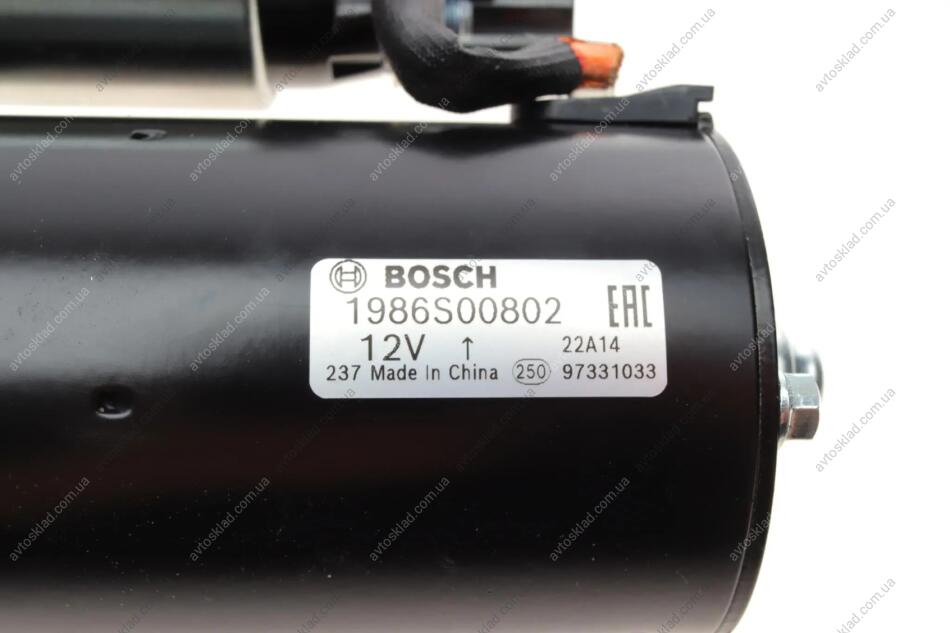 BOSCH
1986S00802
EAC
12V ↑ 22A14
237 Made In China 250 97331033
avtosklad.com.ua